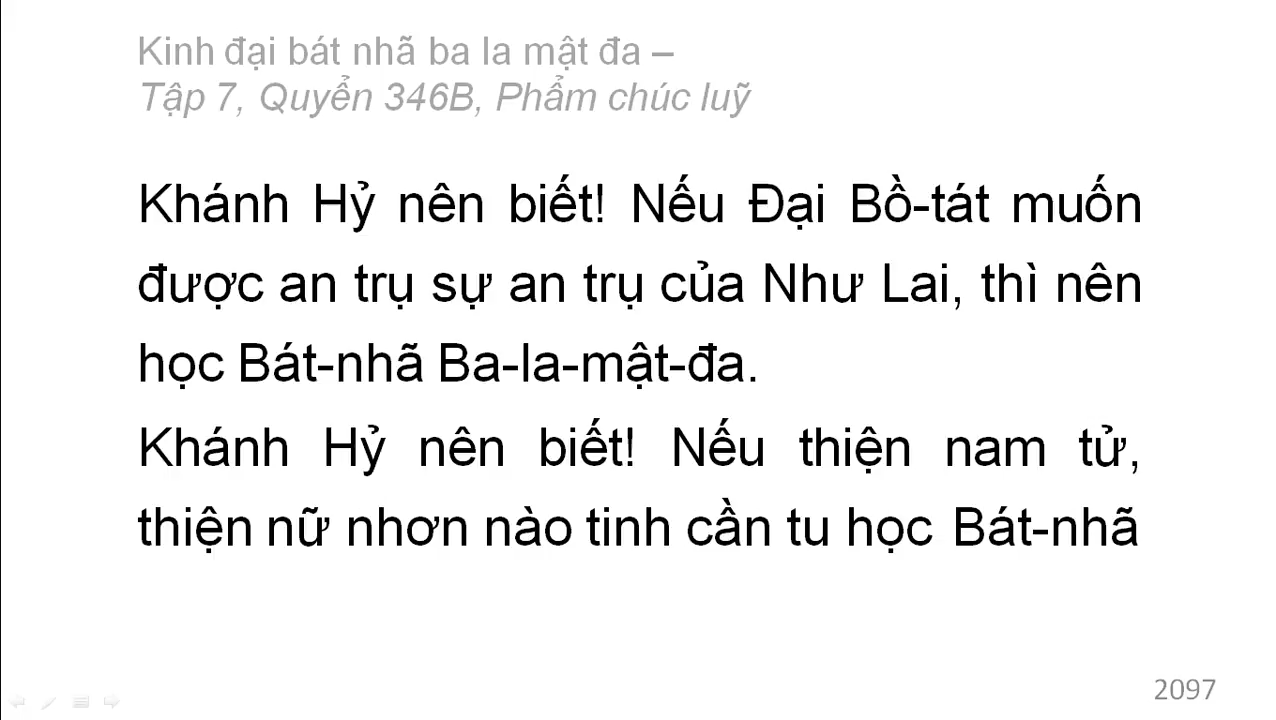 Kinh đại bát nhã ba la mật đa –
Tập 7, Quyển 346B, Phẩm chúc luỹ
Khánh Hỷ nên biết! Nếu Đại Bồ-tát muốn
được an trụ sự an trụ của Như Lai, thì nên
học Bát-nhã Ba-la-mật-đa.
Khánh Hỷ nên biết! Nếu thiện nam tử,
thiện nữ nhơn nào tinh cần tu học Bát-nhã
2097